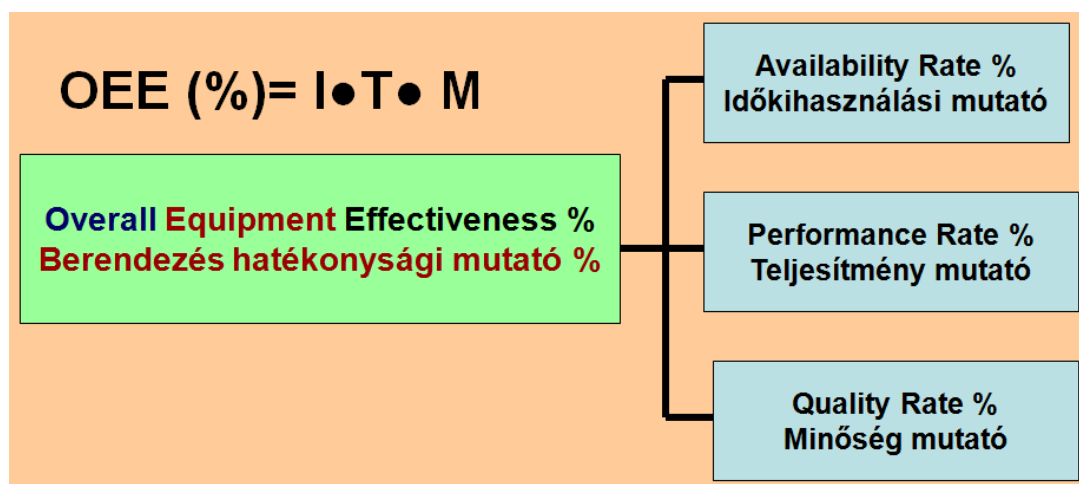 OEE (%)= I●T● M
Overall Equipment Effectiveness %
Berendezés hatékonysági mutató %
Availability Rate %
Időkihasználási mutató
Performance Rate %
Teljesítmény mutató
Quality Rate %
Minőség mutató